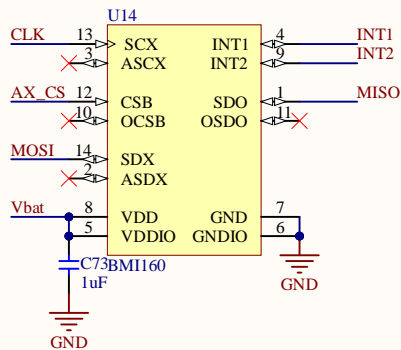 U14
CLK 13 SCX INT1 4 INT1
3 ASCX INT2 9 INT2
AX_CS 12 CSB SDO 1 MISO
10 OCSB OSDO 11
MOSI 14 SDX
2 ASDX
Vbat 8 VDD GND 7
5 VDDIO GNDIO 6
C73 BMI160
1uF
GND
GND